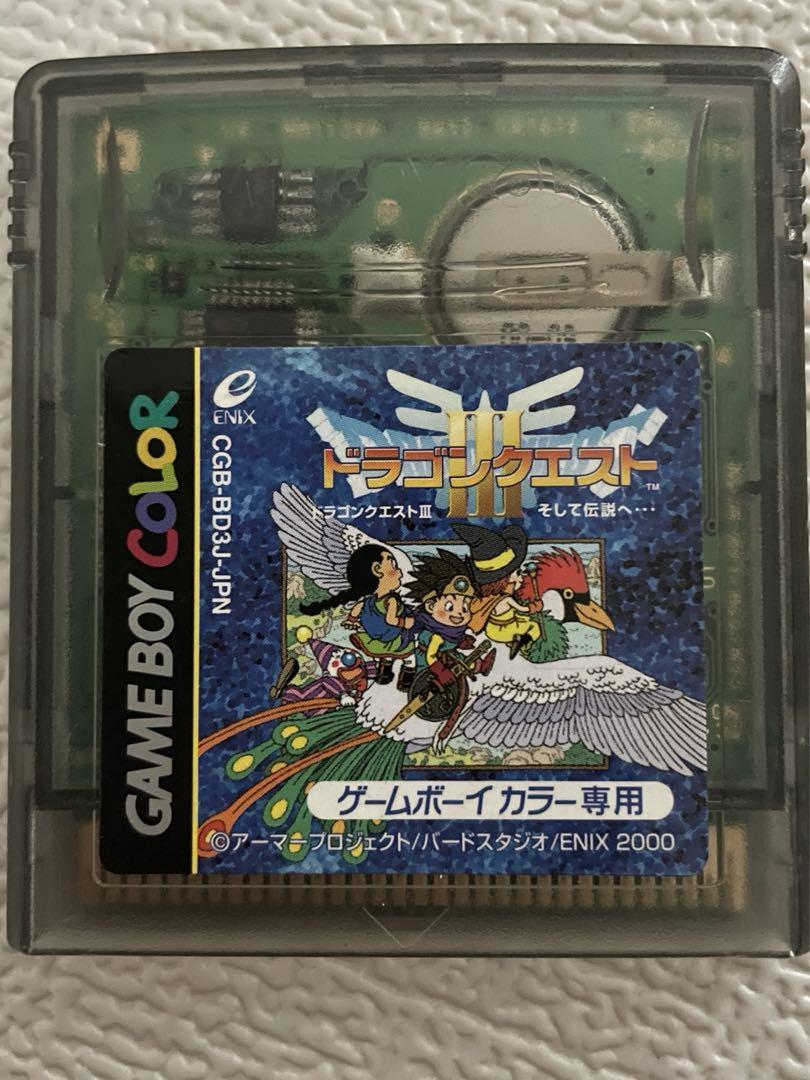 GAME BOY COLOR
ENIX
CGB-BD3J-JPN
III
ドラゴンクエスト
TM
ドラゴンクエストIII そして伝説へ…
ゲームボーイカラー専用
©アーマープロジェクト/バードスタジオ/ENIX 2000